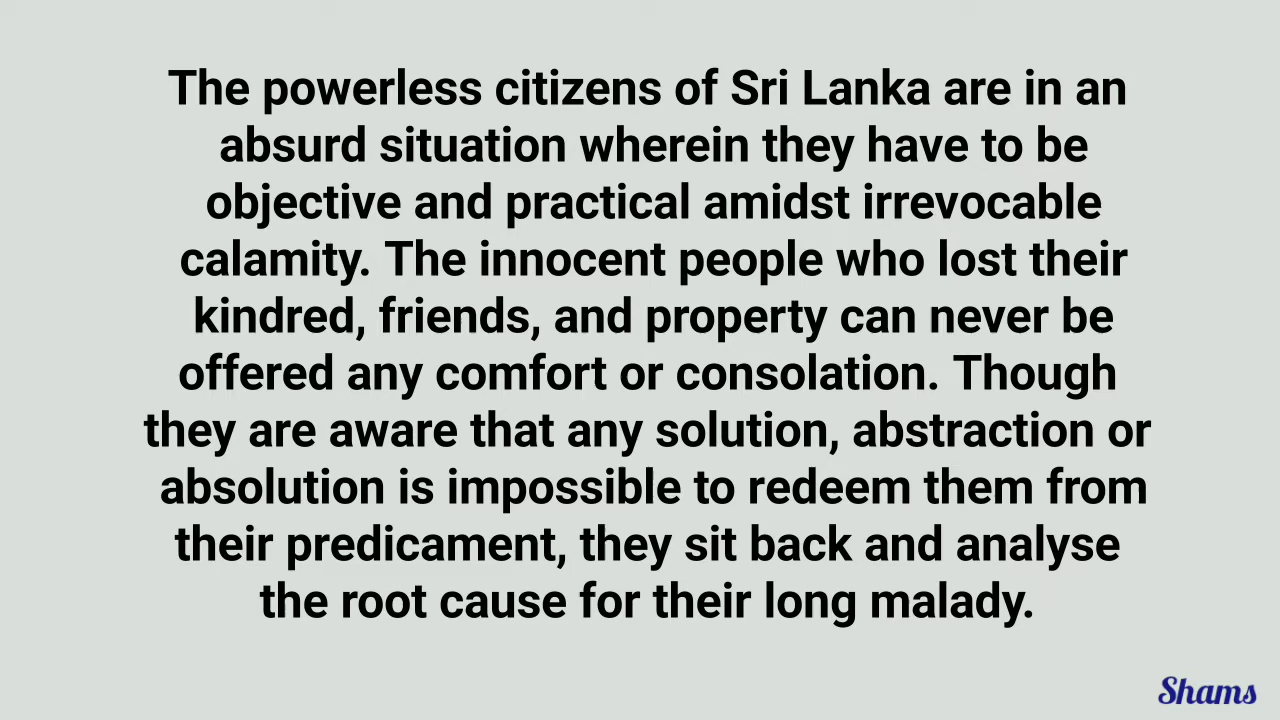 The powerless citizens of Sri Lanka are in an
absurd situation wherein they have to be
objective and practical amidst irrevocable
calamity. The innocent people who lost their
kindred, friends, and property can never be
offered any comfort or consolation. Though
they are aware that any solution, abstraction or
absolution is impossible to redeem them from
their predicament, they sit back and analyse
the root cause for their long malady.
Shams